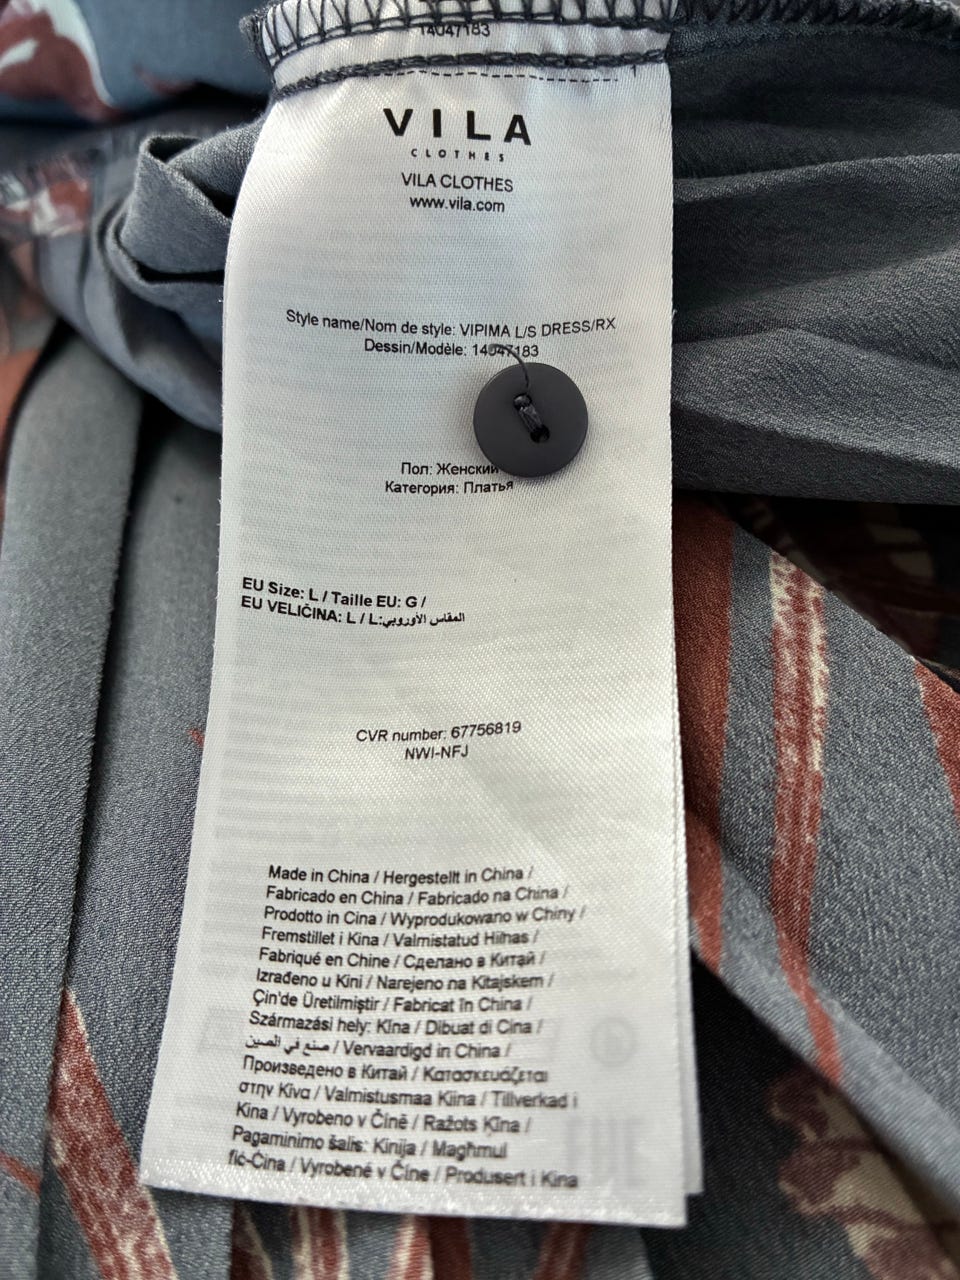 14047183
VILA
CLOTHES
VILA CLOTHES
www.vila.com
Style name/Nom de style: VIPIMA L/S DRESS/RX
Dessin/Modèle: 14047183
Пол: Женский
Категория: Платья
EU Size: L / Taille EU: G /
EU VELIČINA: L / L:المقاس الأوروبي
CVR number: 67756819
NWI-NFJ
Made in China / Hergestellt in China /
Fabricado en China / Fabricado na China /
Prodotto in Cina / Wyprodukowano w Chiny /
Fremstillet i Kina / Valmistatud Hiihas /
Fabriqué en Chine / Сделано в Китай /
Izrađeno u Kini / Narejeno na Kitajskem /
Çin'de Üretilmiştir / Fabricat în China /
Származási hely: Kína / Dibuat di Cina /
صنع في الصين / Vervaardigd in China /
Произведено в Китай / Κατασκευάζεται
στην Κίνα / Valmistusmaa Kiina / Tillverkad i
Kina / Vyrobeno v Číně / Ražots Ķīna /
Pagaminimo šalis: Kinija / Magħmul
fiċ-Ċina / Vyrobené v Číne / Produsert i Kina